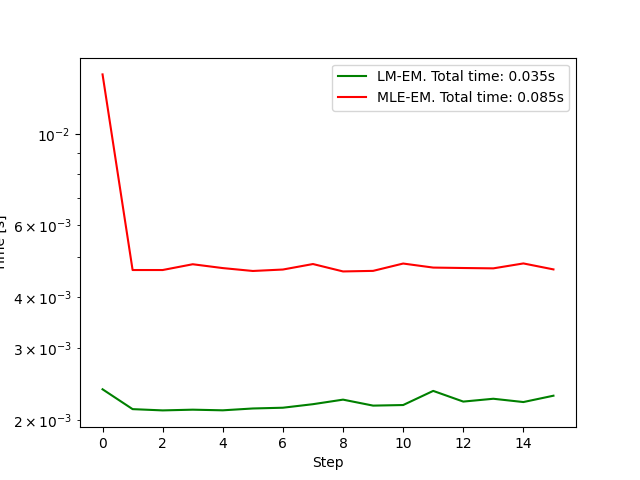 LM-EM. Total time: 0.035s
MLE-EM. Total time: 0.085s
Time [s]
10⁻²
6 × 10⁻³
4 × 10⁻³
3 × 10⁻³
2 × 10⁻³
0 2 4 6 8 10 12 14
Step